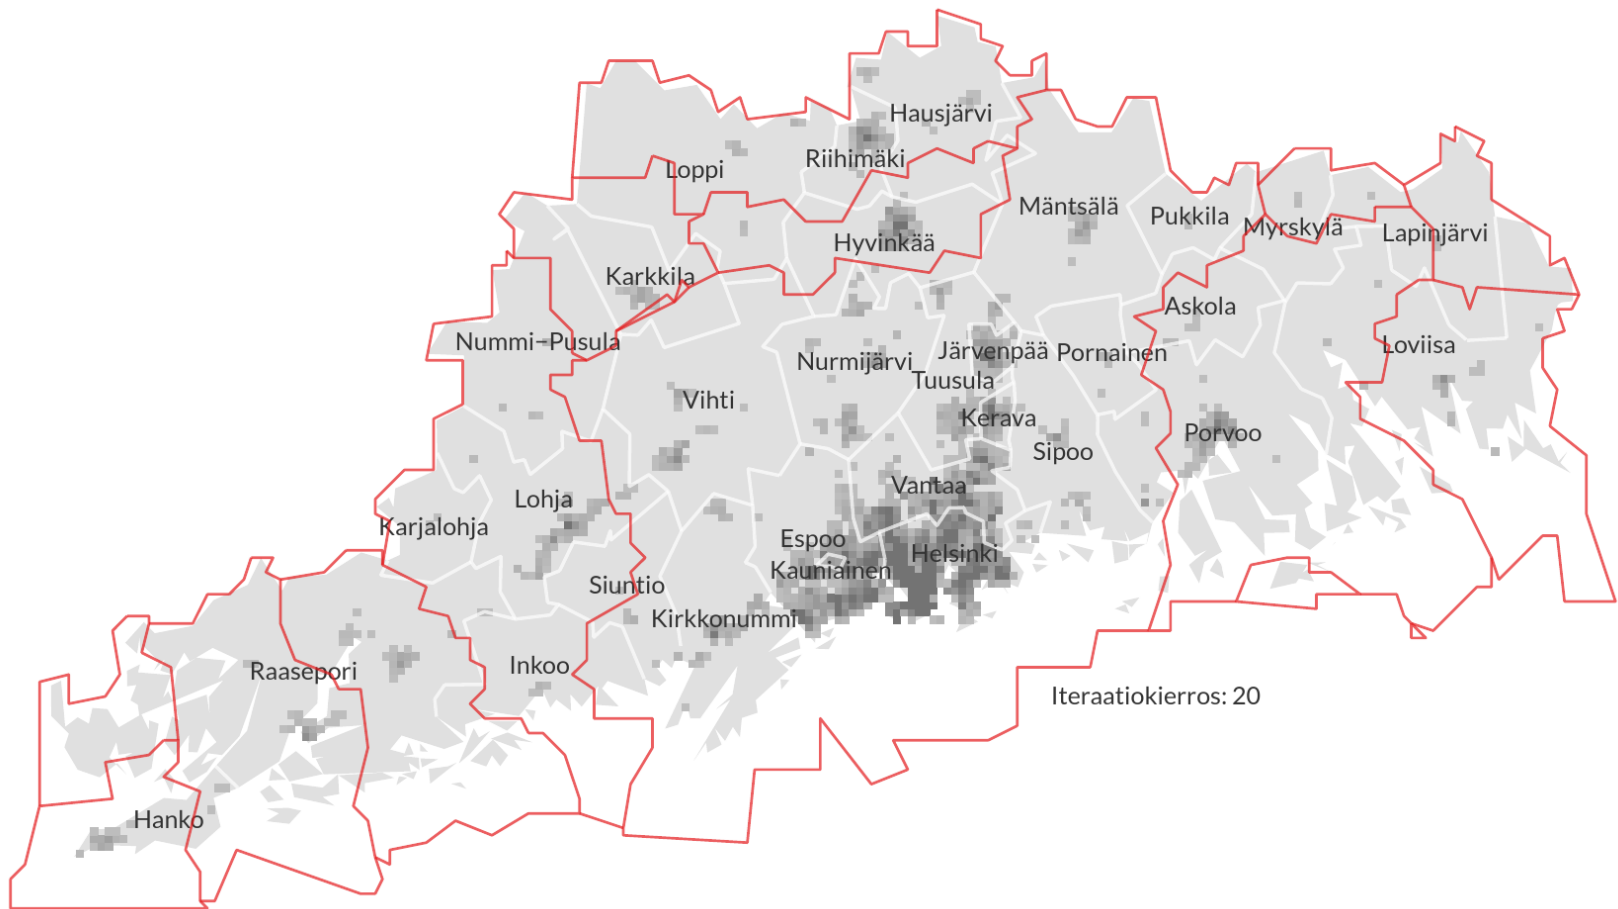 Hausjärvi
Riihimäki
Loppi
Mäntsälä
Pukkila
Myrskylä
Lapinjärvi
Hyvinkää
Karkkila
Askola
Nummi-Pusula
Nurmijärvi
Järvenpää
Pornainen
Loviisa
Tuusula
Vihti
Kerava
Porvoo
Sipoo
Vantaa
Lohja
Karjalohja
Espoo
Helsinki
Kauniainen
Siuntio
Kirkkonummi
Inkoo
Raasepori
Iteraatiokierros: 20
Hanko